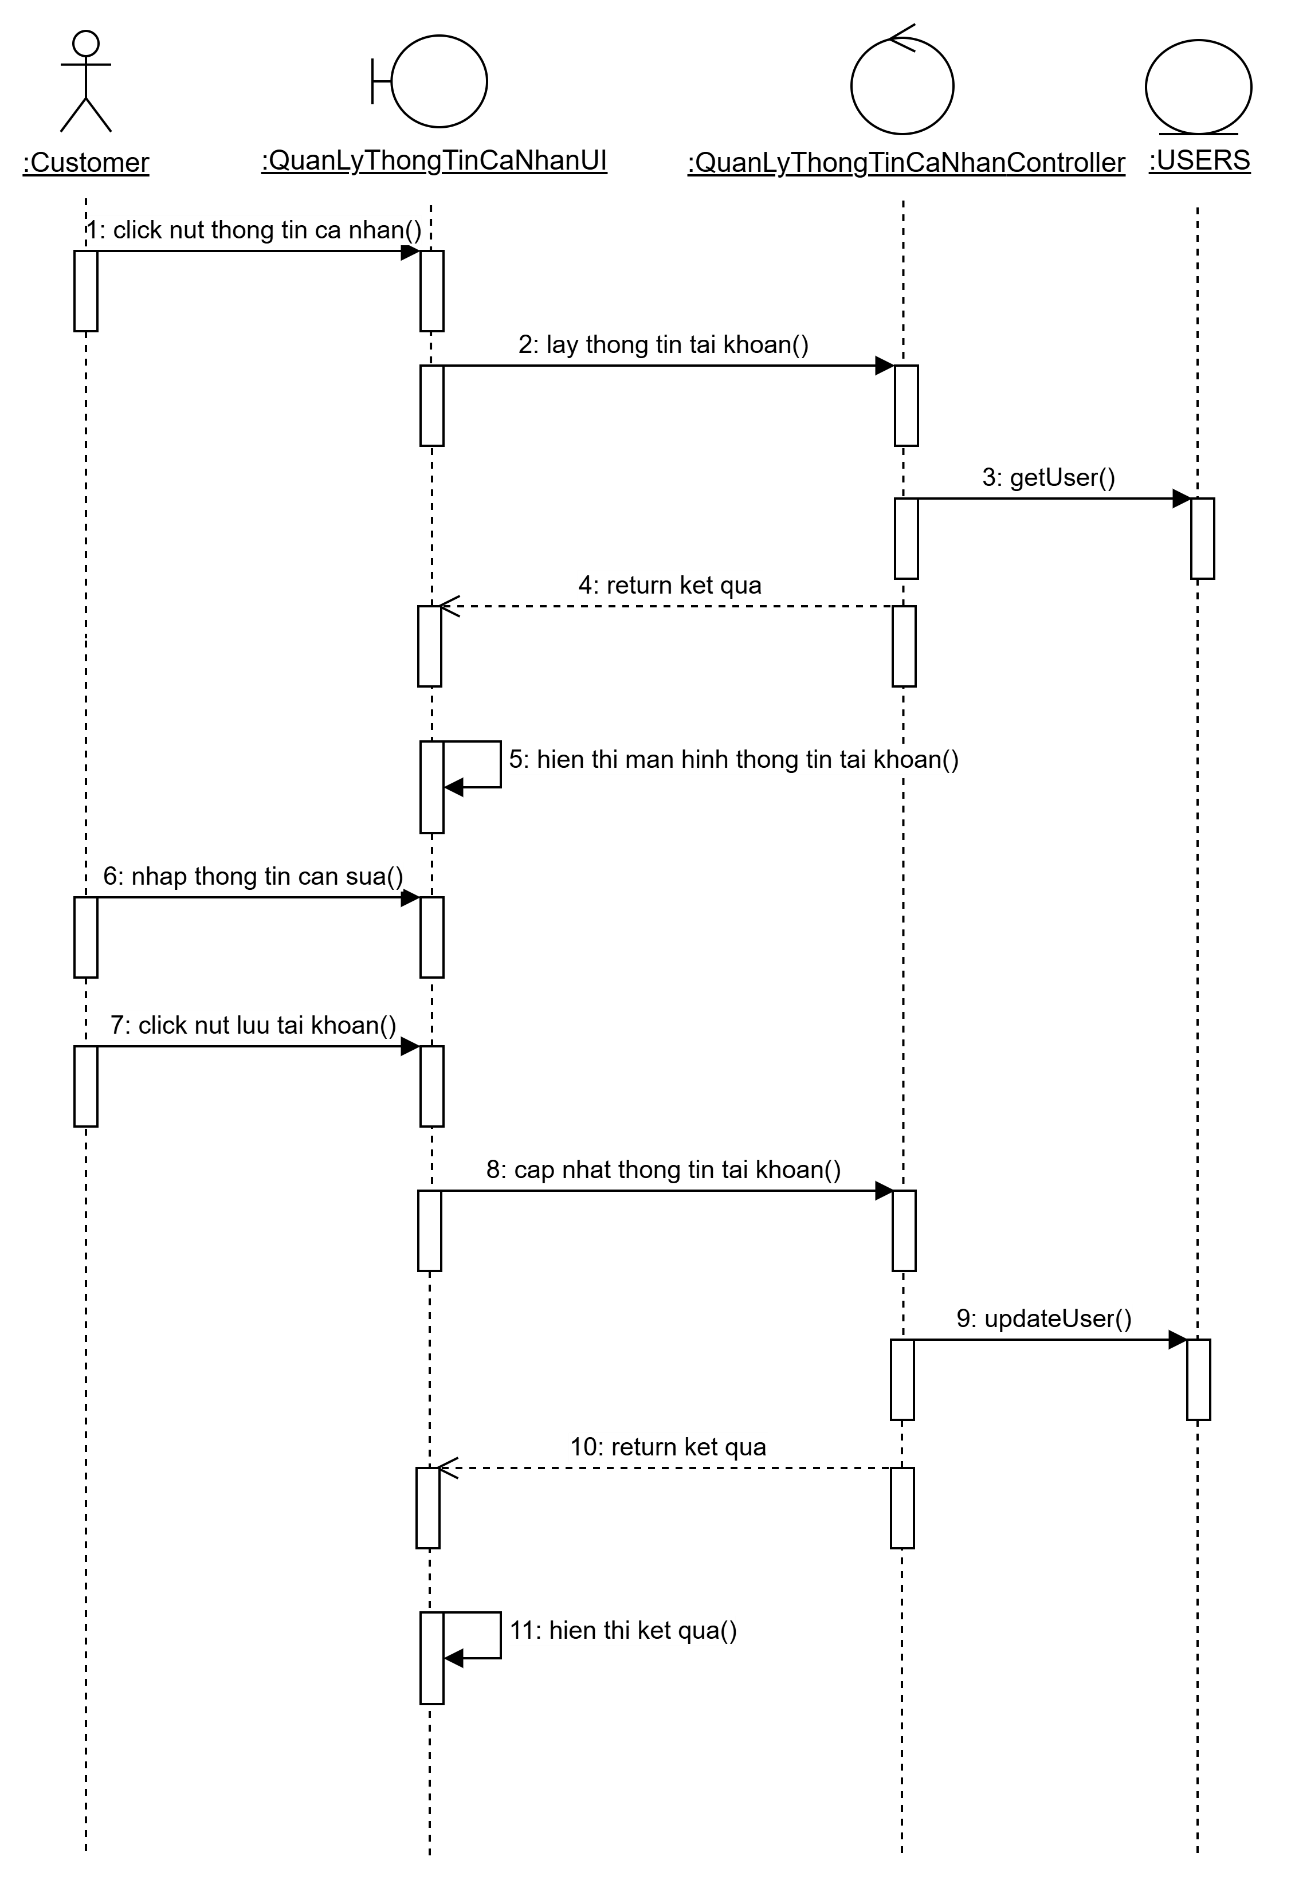 :Customer
:QuanLyThongTinCaNhanUI
:QuanLyThongTinCaNhanController
:USERS
1: click nut thong tin ca nhan()
2: lay thong tin tai khoan()
3: getUser()
4: return ket qua
5: hien thi man hinh thong tin tai khoan()
6: nhap thong tin can sua()
7: click nut luu tai khoan()
8: cap nhat thong tin tai khoan()
9: updateUser()
10: return ket qua
11: hien thi ket qua()